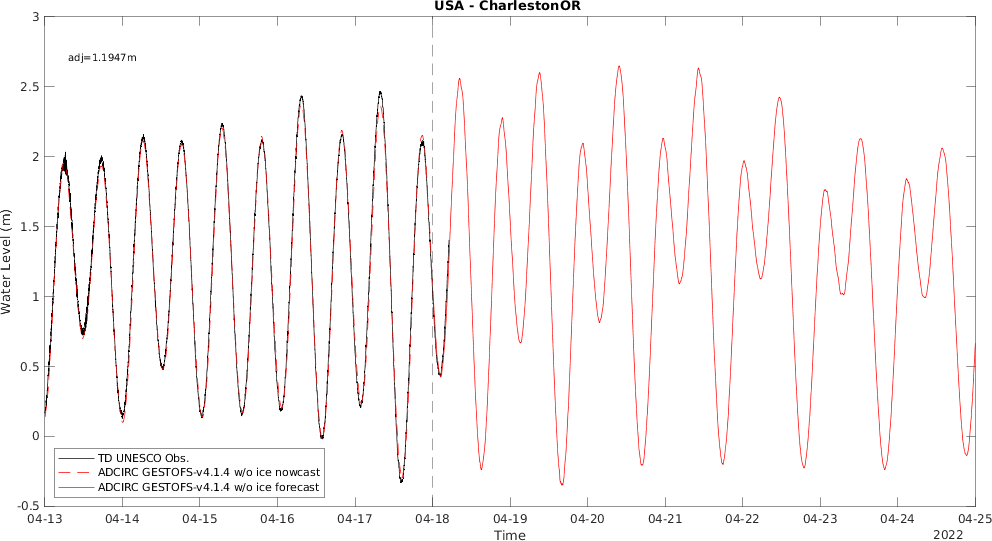 USA - CharlestonOR
3
adj=1.1947m
2.5
2
1.5
1
0.5
0
-0.5
Water Level (m)
TD UNESCO Obs.
ADCIRC GESTOFS-v4.1.4 w/o ice nowcast
ADCIRC GESTOFS-v4.1.4 w/o ice forecast
04-13 04-14 04-15 04-16 04-17 04-18 04-19 04-20 04-21 04-22 04-23 04-24 04-25
Time
2022